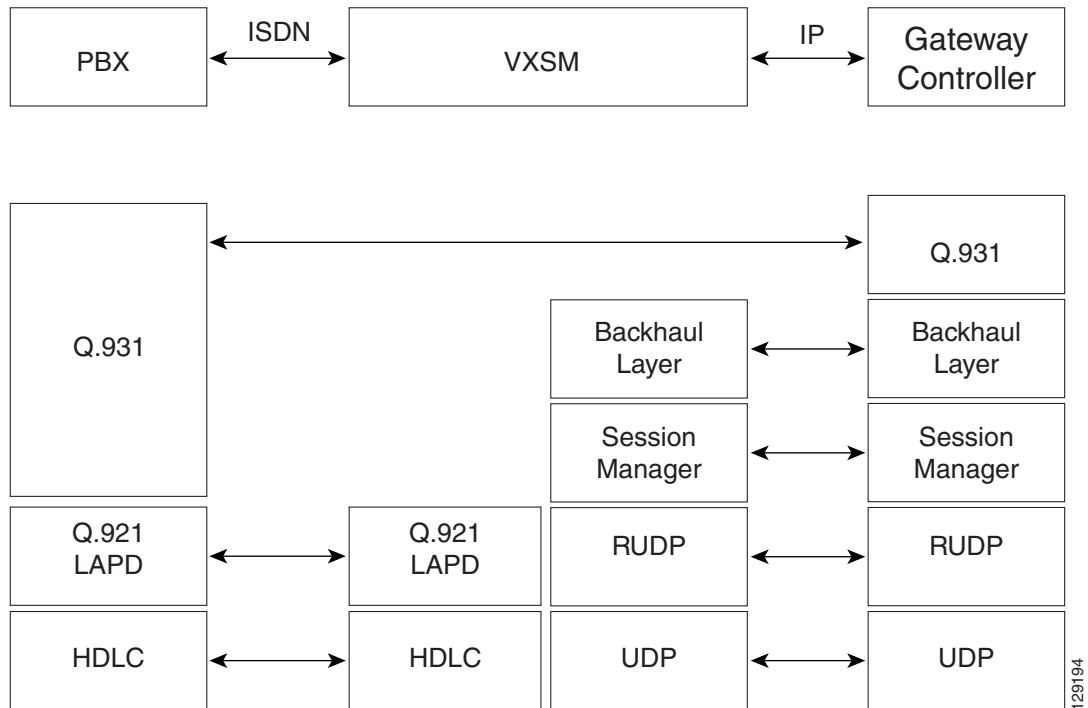 ISDN
IP
PBX
VXSM
Gateway
Controller
Q.931
Q.931
Backhaul
Layer
Backhaul
Layer
Session
Manager
Session
Manager
Q.921
LAPD
Q.921
LAPD
RUDP
RUDP
HDLC
HDLC
UDP
UDP
129194